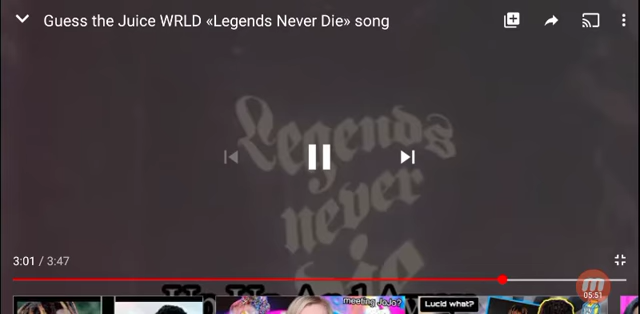 Guess the Juice WRLD «Legends Never Die» song
Legends
never
3:01 / 3:47
05:51
meeting JoJo?
Lucid what?